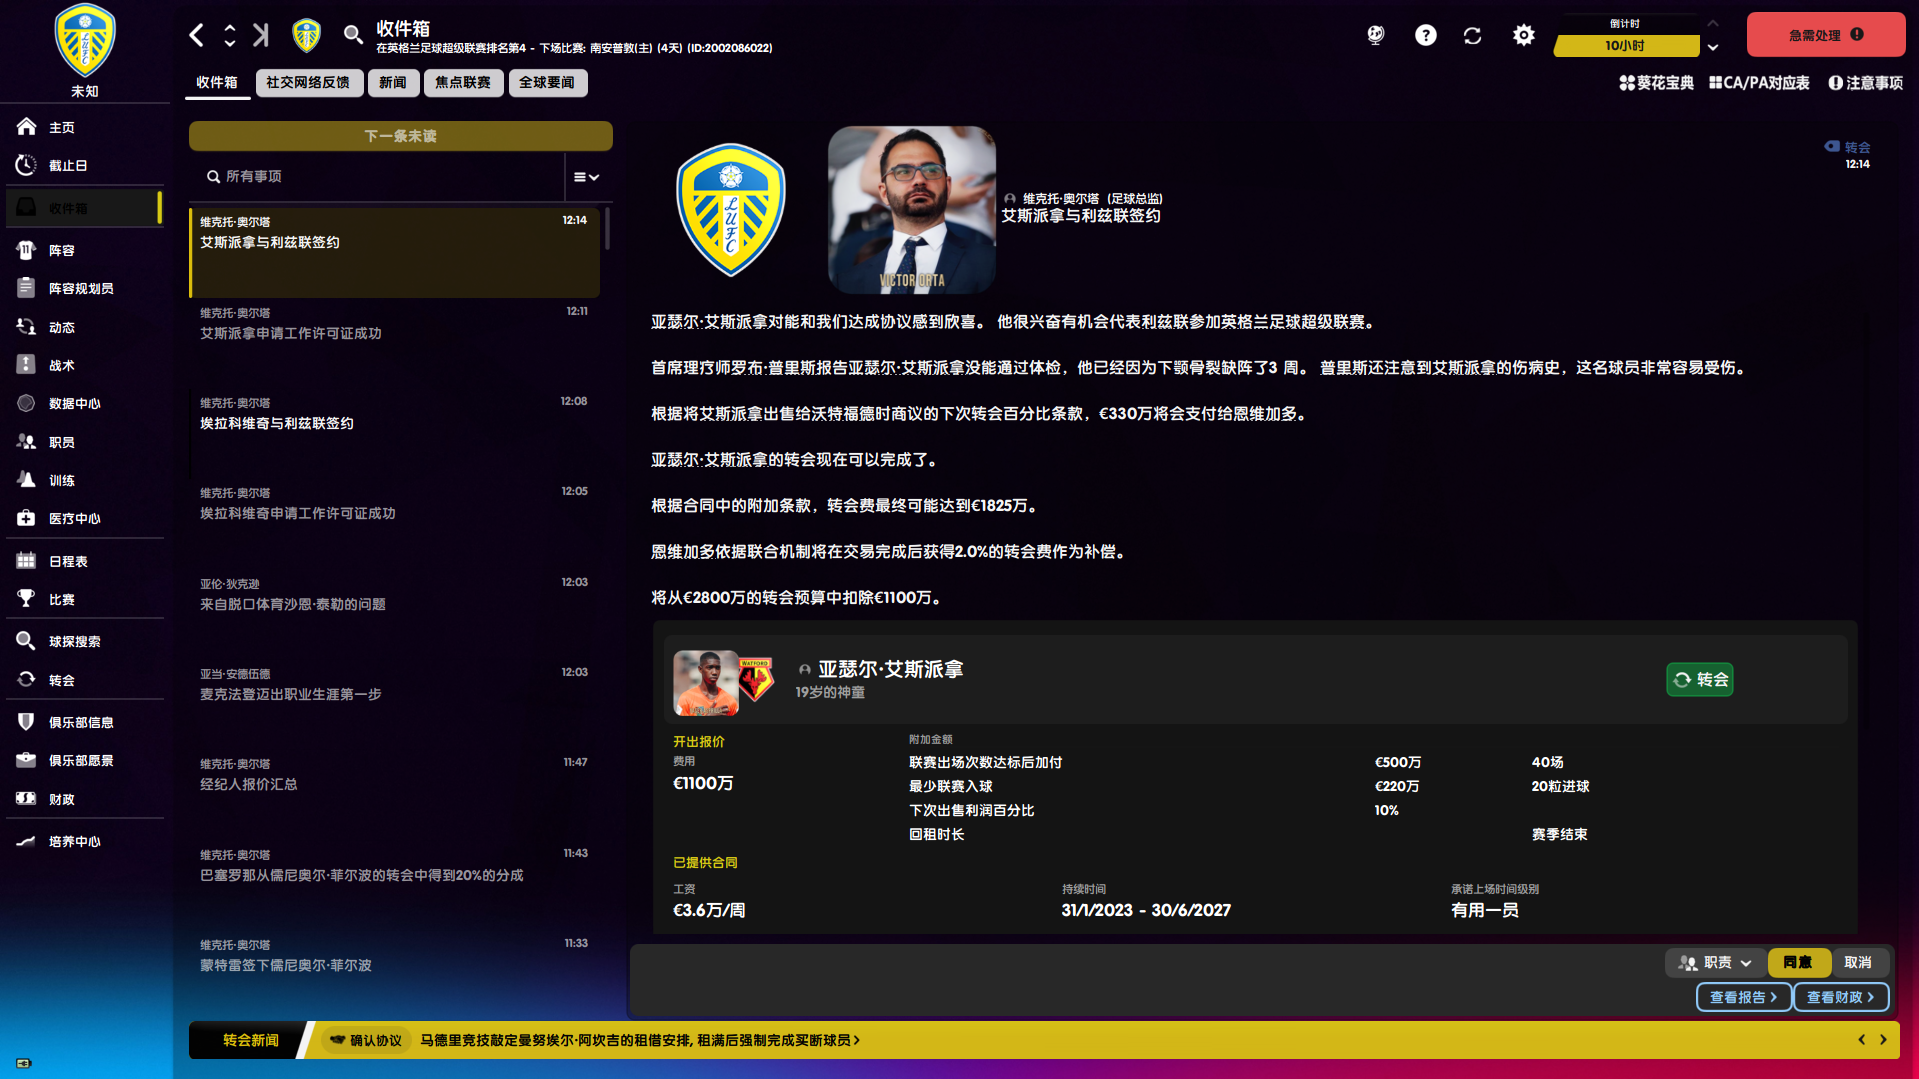 收件箱
在英格兰足球超级联赛排名第4 - 下场比赛: 南安普敦(主) (4天) (ID:2002086022)
倒计时
10小时
急需处理
未知
收件箱
社交网络反馈
新闻
焦点联赛
全球要闻
葵花宝典
CA/PA对应表
注意事项
主页
截止日
收件箱
阵容
阵容规划员
动态
战术
数据中心
职员
训练
医疗中心
日程表
比赛
球探搜索
转会
俱乐部信息
俱乐部愿景
财政
培养中心
下一条未读
所有事项
维克托·奥尔塔 12:14
艾斯派拿与利兹联签约
维克托·奥尔塔 12:11
艾斯派拿申请工作许可证成功
维克托·奥尔塔 12:08
埃拉科维奇与利兹联签约
维克托·奥尔塔 12:05
埃拉科维奇申请工作许可证成功
亚伦·狄克逊 12:03
来自脱口体育沙恩·泰勒的问题
亚当·安德伍德 12:03
麦克法登迈出职业生涯第一步
维克托·奥尔塔 11:47
经纪人报价汇总
维克托·奥尔塔 11:43
巴塞罗那从儒尼奥尔·菲尔波的转会中得到20%的分成
维克托·奥尔塔 11:33
蒙特雷签下儒尼奥尔·菲尔波
LUFC
VICTOR ORTA
维克托·奥尔塔 (足球总监)
艾斯派拿与利兹联签约
转会
12:14
亚瑟尔·艾斯派拿对能和我们达成协议感到欣喜。 他很兴奋有机会代表利兹联参加英格兰足球超级联赛。
首席理疗师罗布·普里斯报告亚瑟尔·艾斯派拿没能通过体检，他已经因为下颚骨裂缺阵了3 周。 普里斯还注意到艾斯派拿的伤病史，这名球员非常容易受伤。
根据将艾斯派拿出售给沃特福德时商议的下次转会百分比条款，€330万将会支付给恩维加多。
亚瑟尔·艾斯派拿的转会现在可以完成了。
根据合同中的附加条款，转会费最终可能达到€1825万。
恩维加多依据联合机制将在交易完成后获得2.0%的转会费作为补偿。
将从€2800万的转会预算中扣除€1100万。
WATFORD
亚瑟尔·艾斯派拿
19岁的神童
转会
开出报价
费用
€1100万
附加金额
联赛出场次数达标后加付 €500万 40场
最少联赛入球 €220万 20粒进球
下次出售利润百分比 10%
回租时长 赛季结束
已提供合同
工资 持续时间 承诺上场时间级别
€3.6万/周 31/1/2023 - 30/6/2027 有用一员
职责
同意
取消
查看报告
查看财政
转会新闻
确认协议
马德里竞技敲定曼努埃尔·阿坎吉的租借安排, 租满后强制完成买断球员